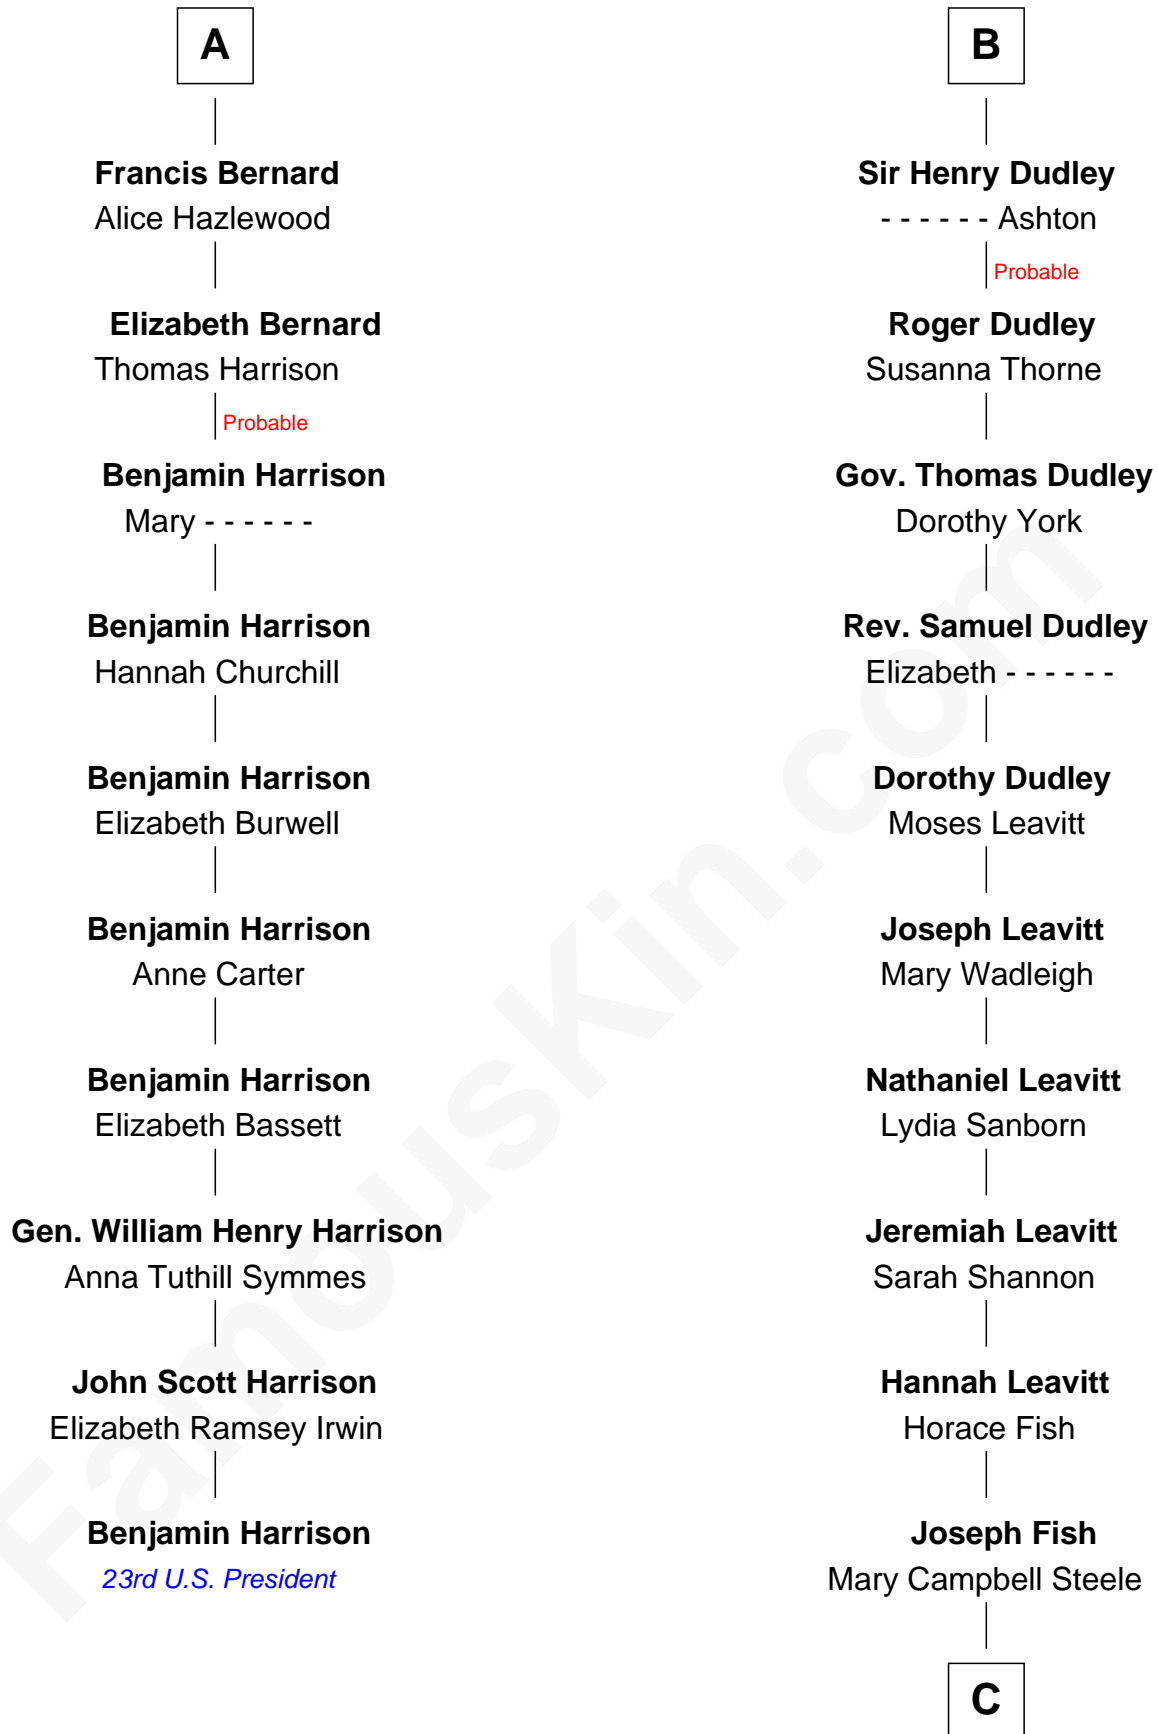 A
Francis Bernard
Alice Hazlewood
Elizabeth Bernard
Thomas Harrison
Probable
Benjamin Harrison
Mary - - - - - -
Benjamin Harrison
Hannah Churchill
Benjamin Harrison
Elizabeth Burwell
Benjamin Harrison
Anne Carter
Benjamin Harrison
Elizabeth Bassett
Gen. William Henry Harrison
Anna Tuthill Symmes
John Scott Harrison
Elizabeth Ramsey Irwin
Benjamin Harrison
23rd U.S. President
B
Sir Henry Dudley
- - - - - - Ashton
Probable
Roger Dudley
Susanna Thorne
Gov. Thomas Dudley
Dorothy York
Rev. Samuel Dudley
Elizabeth - - - - - -
Dorothy Dudley
Moses Leavitt
Joseph Leavitt
Mary Wadleigh
Nathaniel Leavitt
Lydia Sanborn
Jeremiah Leavitt
Sarah Shannon
Hannah Leavitt
Horace Fish
Joseph Fish
Mary Campbell Steele
C
FamousKin.com